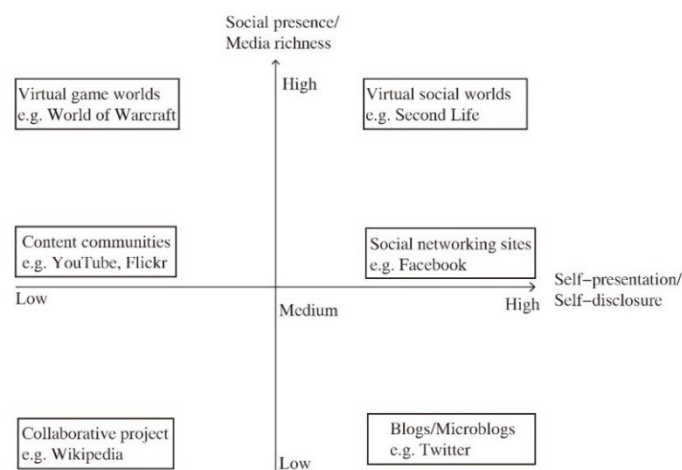 Social presence/
Media richness
High
Virtual game worlds
e.g. World of Warcraft
Virtual social worlds
e.g. Second Life
Content communities
e.g. YouTube, Flickr
Social networking sites
e.g. Facebook
Low
Medium
High
Self–presentation/
Self–disclosure
Collaborative project
e.g. Wikipedia
Blogs/Microblogs
e.g. Twitter
Low